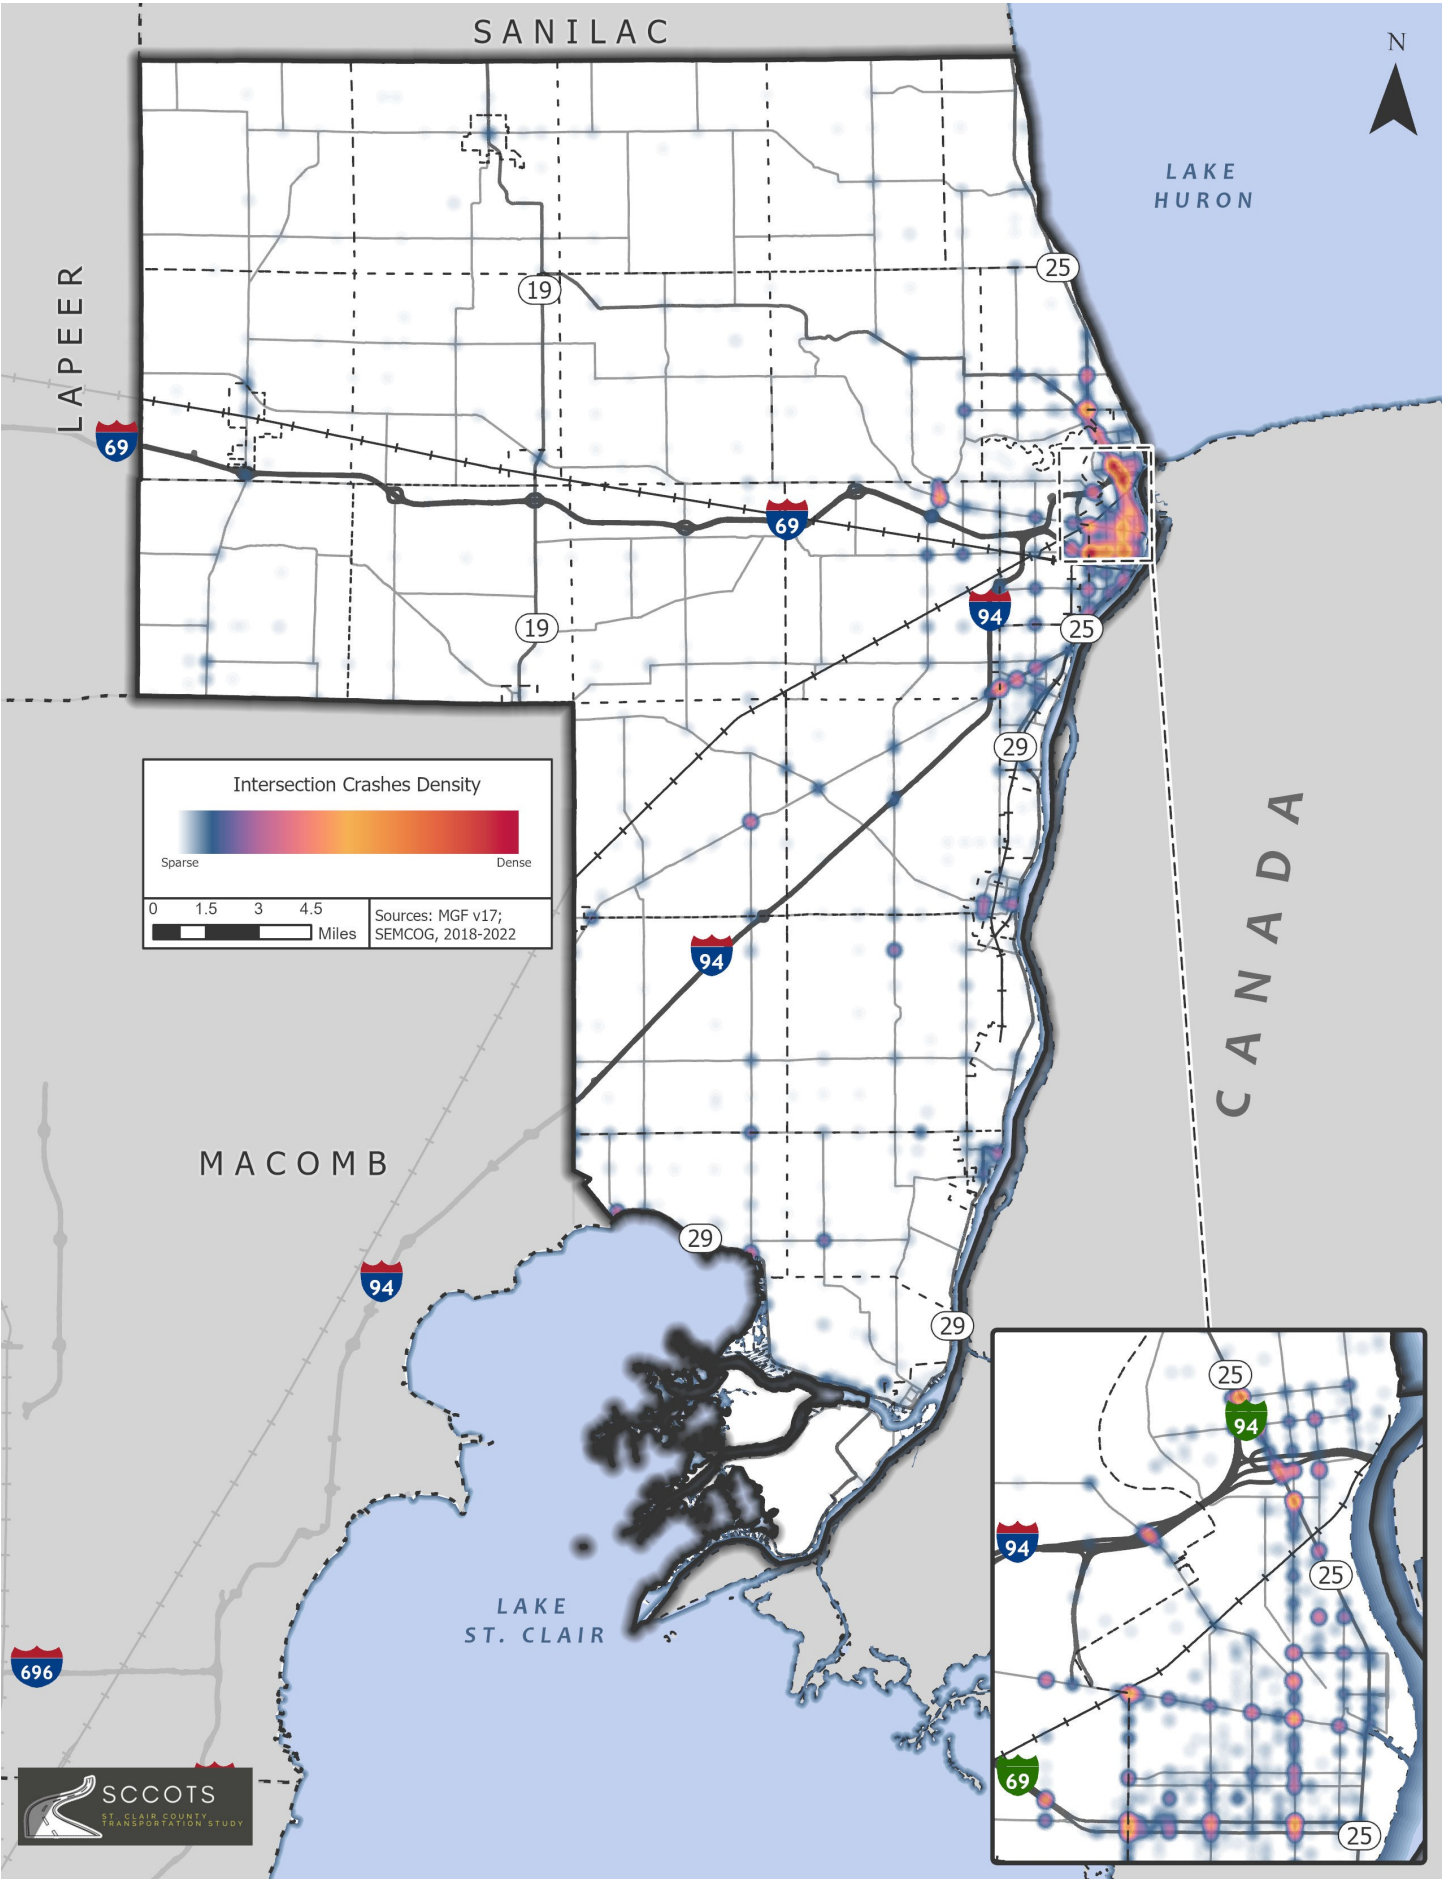 SANILAC
N
LAKE
HURON
25
19
LAPEER
69
69
94
19
25
29
Intersection Crashes Density
Sparse
Dense
0 1.5 3 4.5
Miles
Sources: MGF v17;
SEMCOG, 2018-2022
94
CANADA
MACOMB
29
94
29
25
94
94
25
LAKE
ST. CLAIR
696
69
25
SCCOTS
ST. CLAIR COUNTY
TRANSPORTATION STUDY